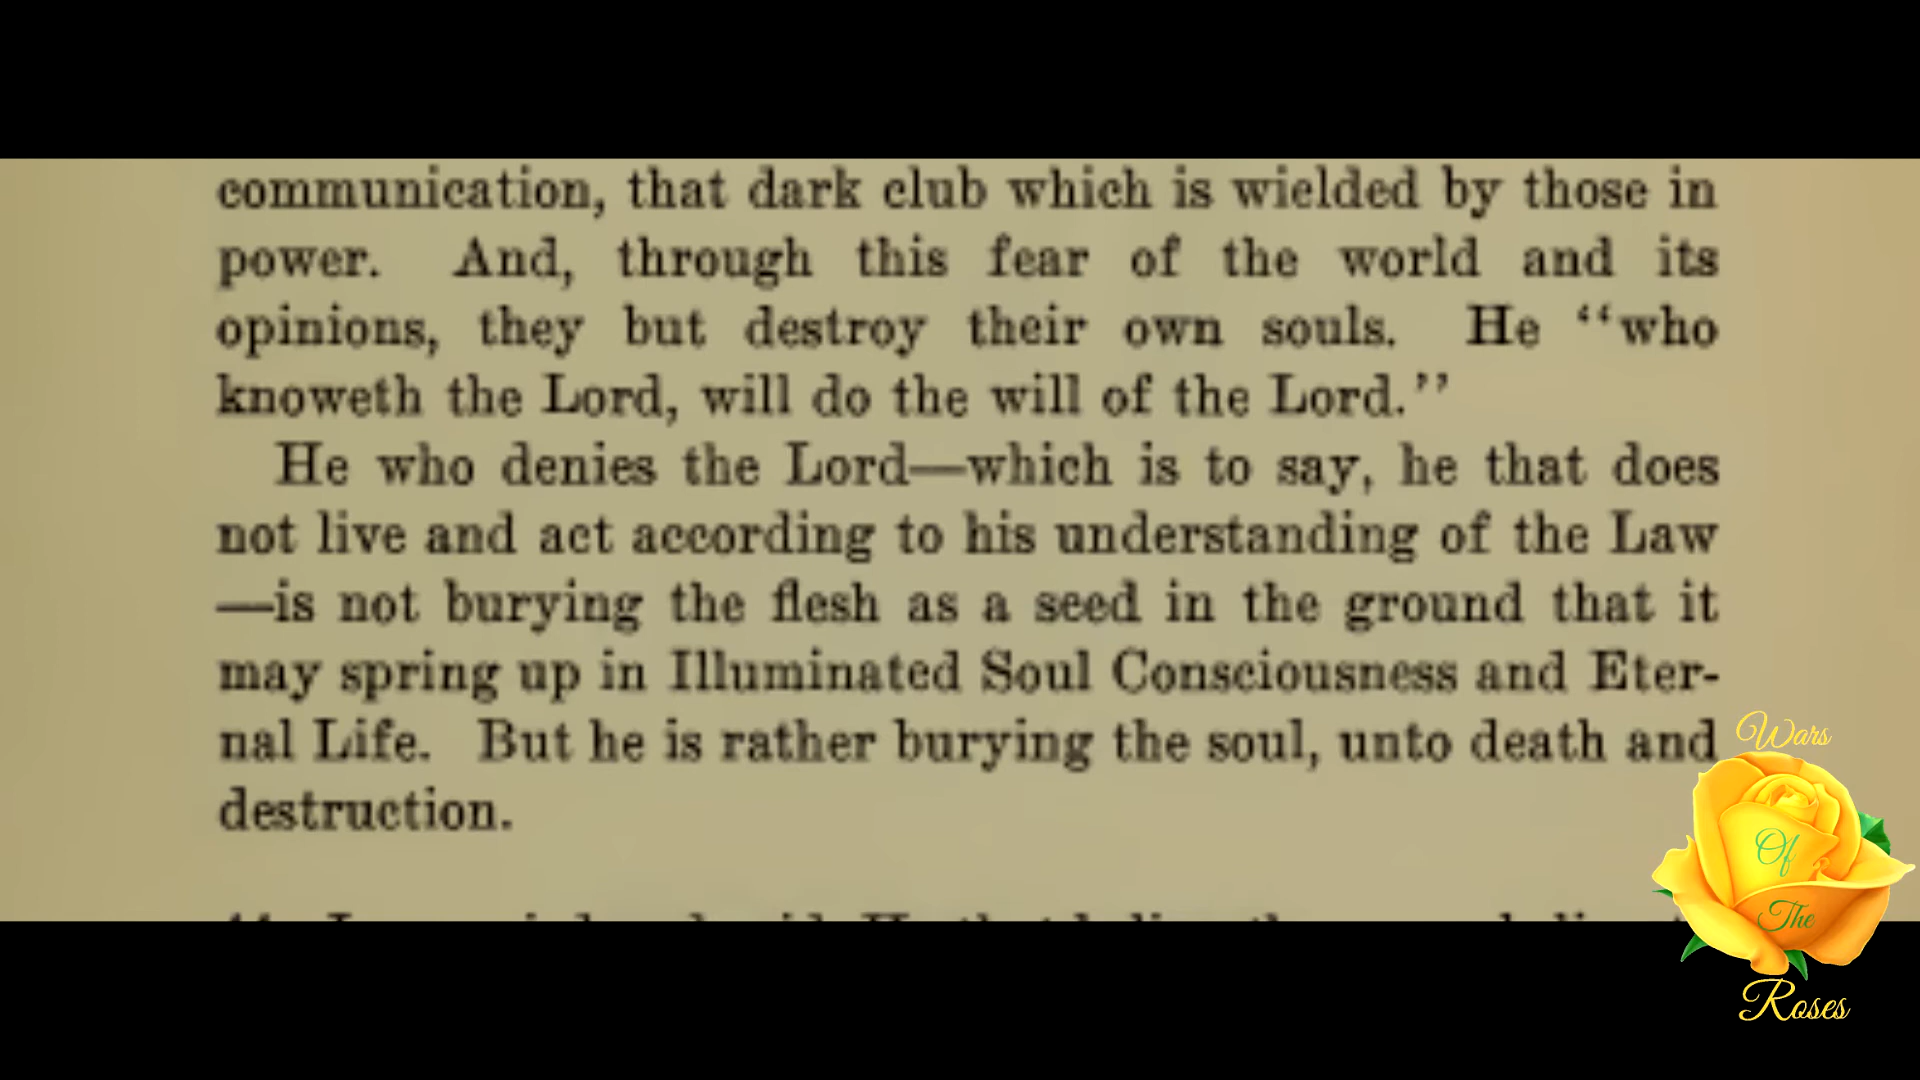 communication, that dark club which is wielded by those in
power. And, through this fear of the world and its
opinions, they but destroy their own souls. He “who
knoweth the Lord, will do the will of the Lord.”
He who denies the Lord—which is to say, he that does
not live and act according to his understanding of the Law
—is not burying the flesh as a seed in the ground that it
may spring up in Illuminated Soul Consciousness and Eter-
nal Life. But he is rather burying the soul, unto death and
destruction.
Wars
Of
The
Roses